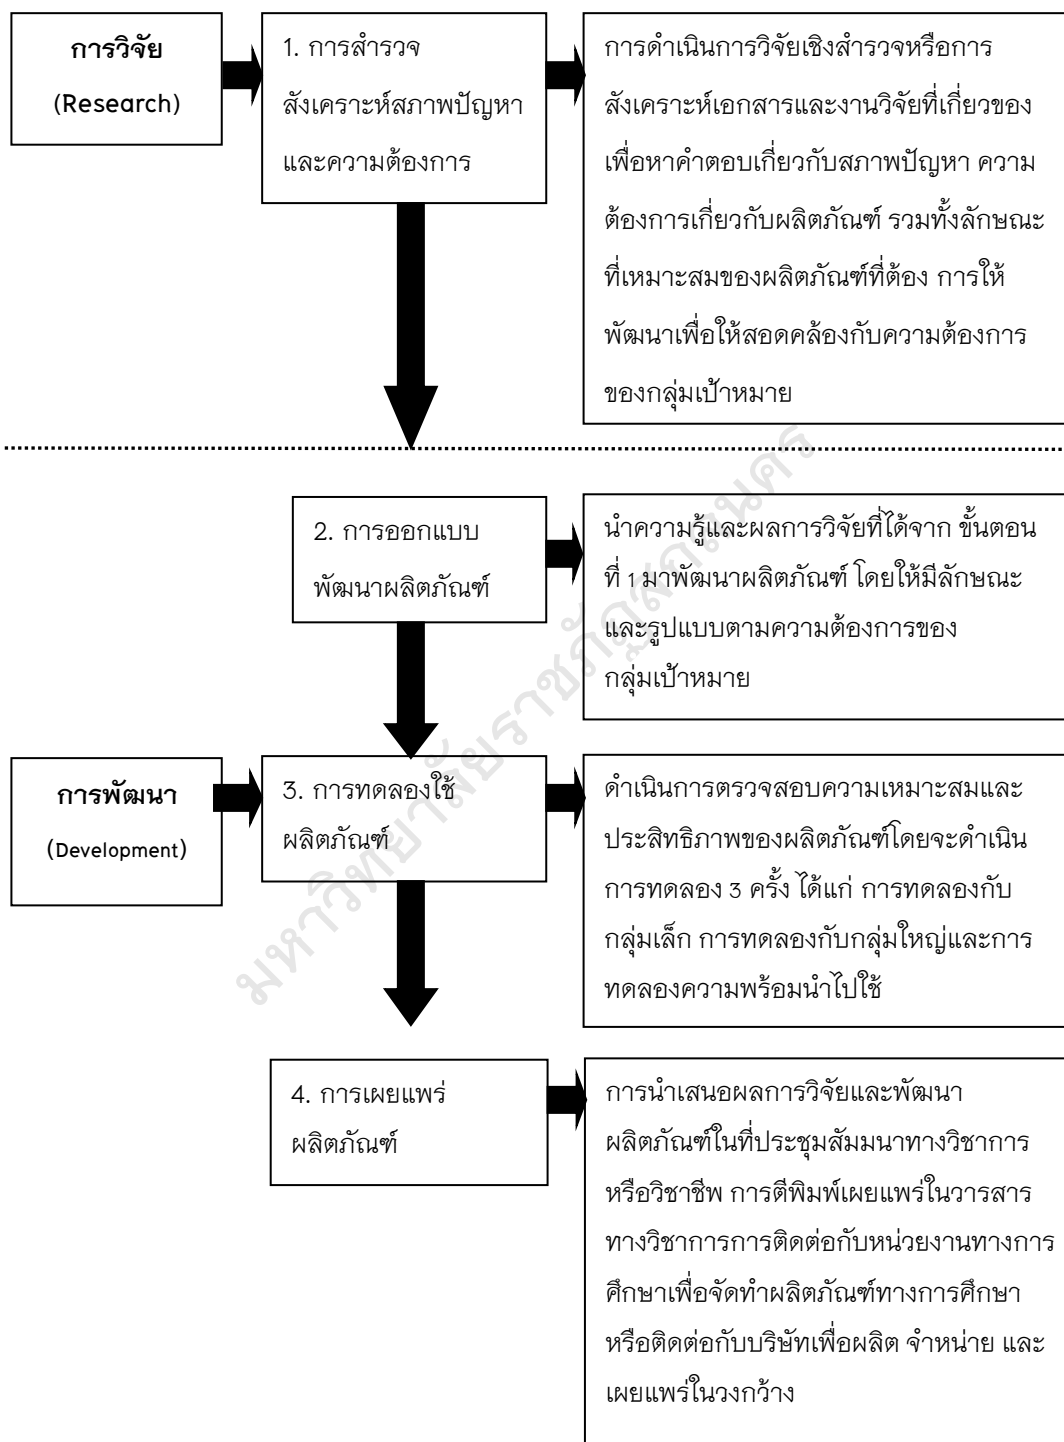 การวิจัย
(Research)
1. การสำรวจ
สังเคราะห์สภาพปัญหา
และความต้องการ
การดำเนินการวิจัยเชิงสำรวจหรือการ
สังเคราะห์เอกสารและงานวิจัยที่เกี่ยวของ
เพื่อหาคำตอบเกี่ยวกับสภาพปัญหา ความ
ต้องการเกี่ยวกับผลิตภัณฑ์ รวมทั้งลักษณะ
ที่เหมาะสมของผลิตภัณฑ์ที่ต้อง การให้
พัฒนาเพื่อให้สอดคล้องกับความต้องการ
ของกลุ่มเป้าหมาย
2. การออกแบบ
พัฒนาผลิตภัณฑ์
นำความรู้และผลการวิจัยที่ได้จาก ขั้นตอน
ที่ 1 มาพัฒนาผลิตภัณฑ์ โดยให้มีลักษณะ
และรูปแบบตามความต้องการของ
กลุ่มเป้าหมาย
การพัฒนา
(Development)
3. การทดลองใช้
ผลิตภัณฑ์
ดำเนินการตรวจสอบความเหมาะสมและ
ประสิทธิภาพของผลิตภัณฑ์โดยจะดำเนิน
การทดลอง 3 ครั้ง ได้แก่ การทดลองกับ
กลุ่มเล็ก การทดลองกับกลุ่มใหญ่และการ
ทดลองความพร้อมนำไปใช้
4. การเผยแพร่
ผลิตภัณฑ์
การนำเสนอผลการวิจัยและพัฒนา
ผลิตภัณฑ์ในที่ประชุมสัมมนาทางวิชาการ
หรือวิชาชีพ การตีพิมพ์เผยแพร่ในวารสาร
ทางวิชาการการติดต่อกับหน่วยงานทางการ
ศึกษาเพื่อจัดทำผลิตภัณฑ์ทางการศึกษา
หรือติดต่อกับบริษัทเพื่อผลิต จำหน่าย และ
เผยแพร่ในวงกว้าง
มหาวิทยาลัยราชภัฏสกลนคร